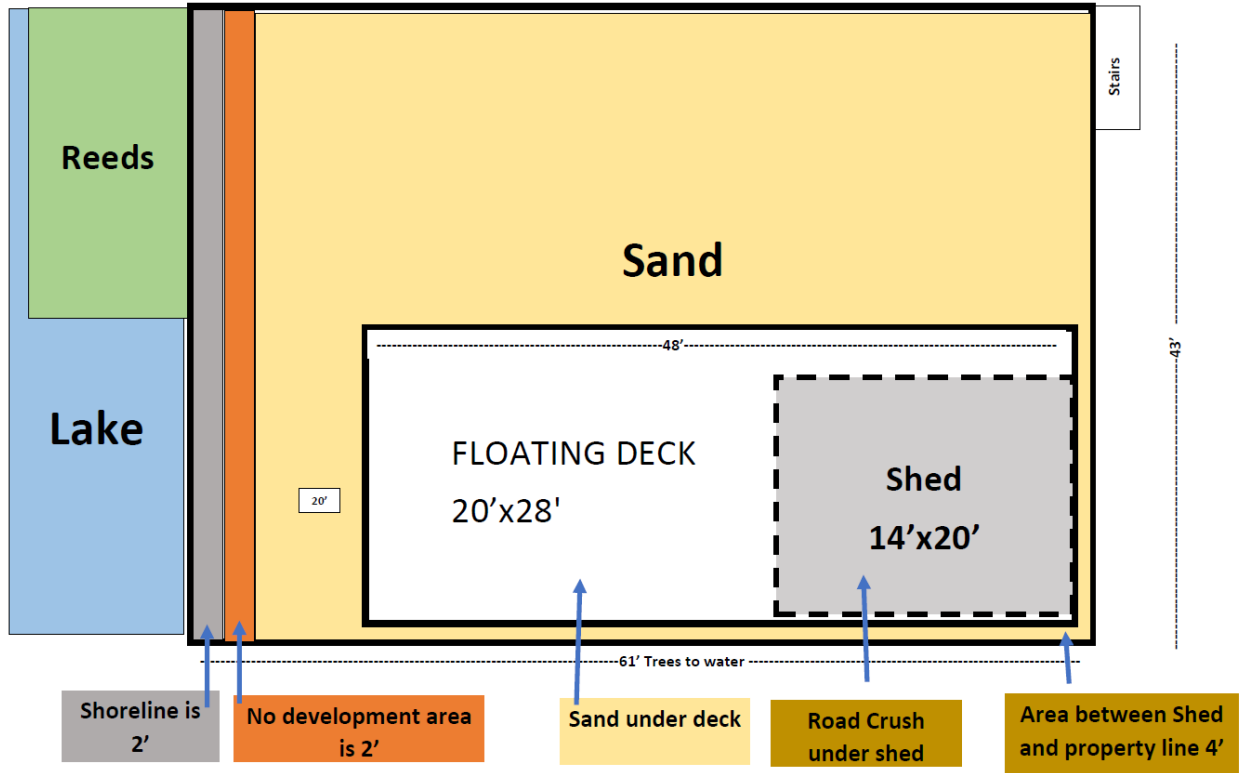 Stairs
Reeds
Sand
48’
43’
Lake
FLOATING DECK
20’x28'
20’
Shed
14’x20’
61’ Trees to water
Shoreline is
2’
No development area
is 2’
Sand under deck
Road Crush
under shed
Area between Shed
and property line 4’